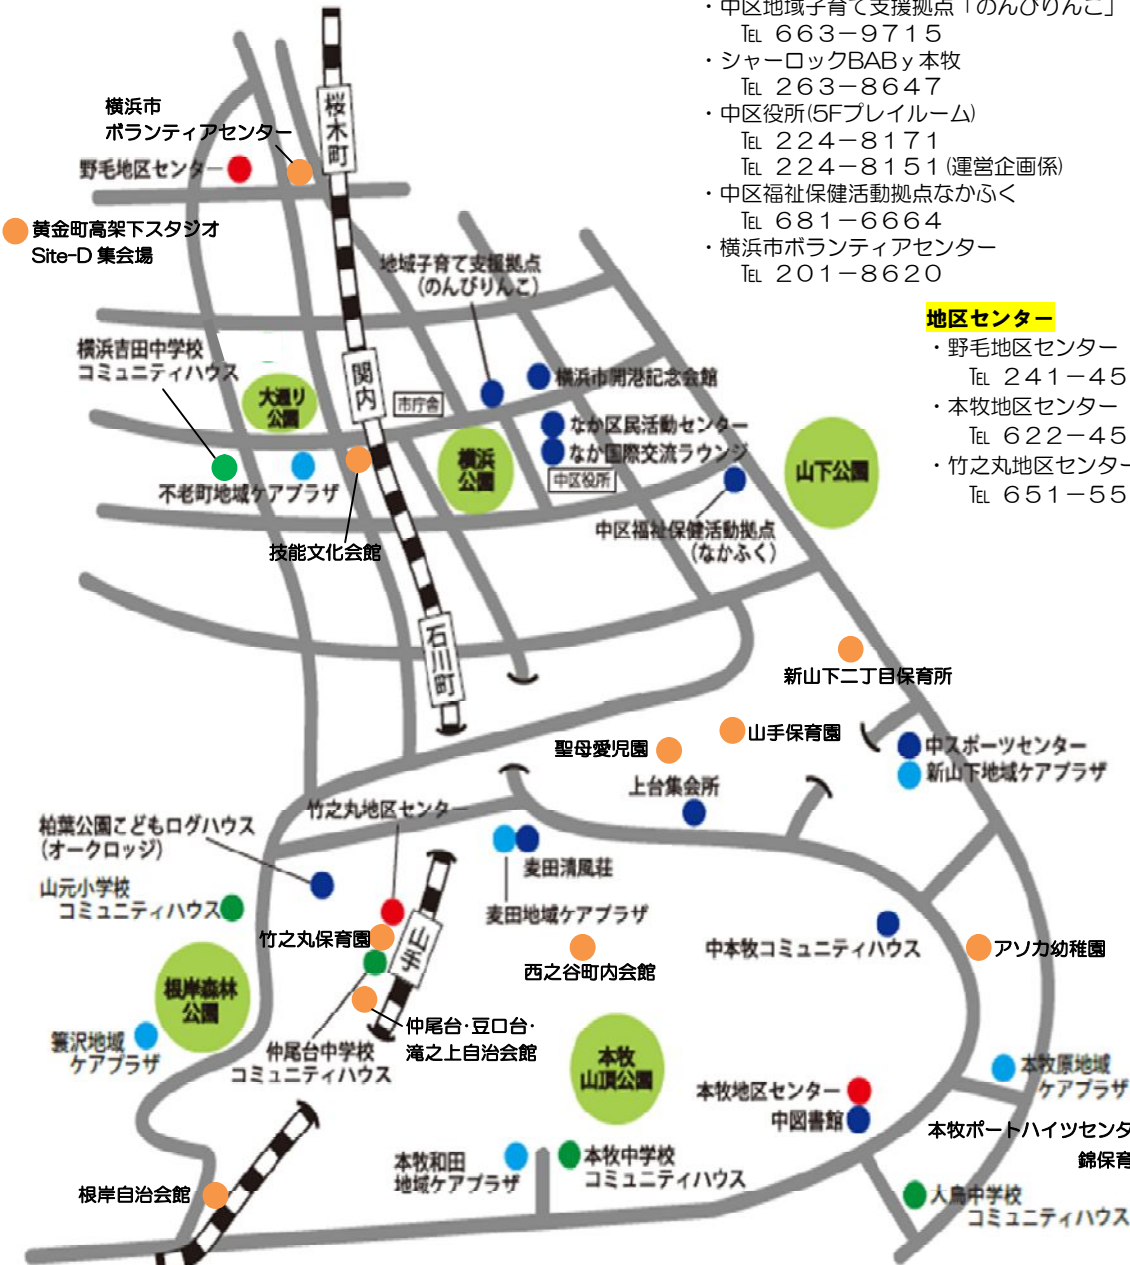 ・中区地域子育て支援拠点「のんびりんこ」
℡ 663－9715
・シャーロックBABｙ本牧
℡ 263－8647
・中区役所(5Fプレイルーム)
℡ 224－8171
℡ 224－8151(運営企画係)
・中区福祉保健活動拠点なかふく
℡ 681－6664
・横浜市ボランティアセンター
℡ 201－8620
地区センター
・野毛地区センター
℡ 241－45
・本牧地区センター
℡ 622－45
・竹之丸地区センター
℡ 651－55
桜木町
横浜市
ボランティアセンター
野毛地区センター
黄金町高架下スタジオ
Site-D 集会場
地域子育て支援拠点
(のんびりんこ)
横浜吉田中学校
コミュニティハウス
関内
大通り
公園
市庁舎
横浜市開港記念会館
なか区民活動センター
なか国際交流ラウンジ
中区役所
横浜
公園
山下公園
不老町地域ケアプラザ
中区福祉保健活動拠点
(なかふく)
技能文化会館
石川町
新山下二丁目保育所
山手保育園
聖母愛児園
中スポーツセンター
新山下地域ケアプラザ
上台集会所
竹之丸地区センター
柏葉公園こどもログハウス
(オークロッジ)
麦田清風荘
麦田地域ケアプラザ
山元小学校
コミュニティハウス
竹之丸保育園
山手
西之谷町内会館
中本牧コミュニティハウス
アソカ幼稚園
根岸森林
公園
仲尾台・豆口台・
滝之上自治会館
簑沢地域
ケアプラザ
仲尾台中学校
コミュニティハウス
本牧
山頂公園
本牧原地域
ケアプラザ
本牧地区センター
中図書館
本牧ポートハイツセンタ
錦保育
本牧和田
地域ケアプラザ
本牧中学校
コミュニティハウス
根岸自治会館
大鳥中学校
コミュニティハウス